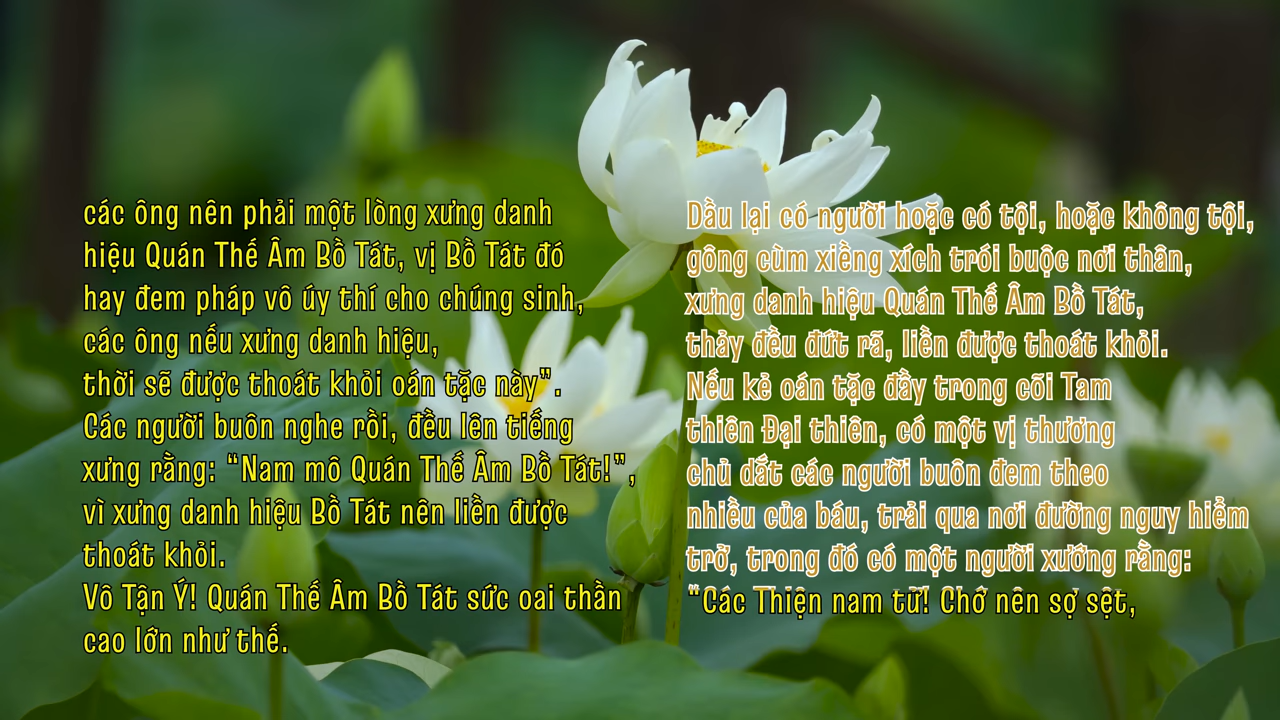 các ông nên phải một lòng xưng danh
hiệu Quán Thế Âm Bồ Tát, vị Bồ Tát đó
hay đem pháp vô úy thí cho chúng sinh,
các ông nếu xưng danh hiệu,
thời sẽ được thoát khỏi oán tặc này”.
Các người buôn nghe rồi, đều lên tiếng
xưng rằng: “Nam mô Quán Thế Âm Bồ Tát!”,
vì xưng danh hiệu Bồ Tát nên liền được
thoát khỏi.
Vô Tận Ý! Quán Thế Âm Bồ Tát sức oai thần
cao lớn như thế.
Dầu lại có người hoặc có tội, hoặc không tội,
gông cùm xiềng xích trói buộc nơi thân,
xưng danh hiệu Quán Thế Âm Bồ Tát,
thảy đều đứt rã, liền được thoát khỏi.
Nếu kẻ oán tặc đầy trong cõi Tam
thiên Đại thiên, có một vị thương
chủ dắt các người buôn đem theo
nhiều của báu, trải qua nơi đường nguy hiểm
trở, trong đó có một người xướng rằng:
“Các Thiện nam tử! Chớ nên sợ sệt,